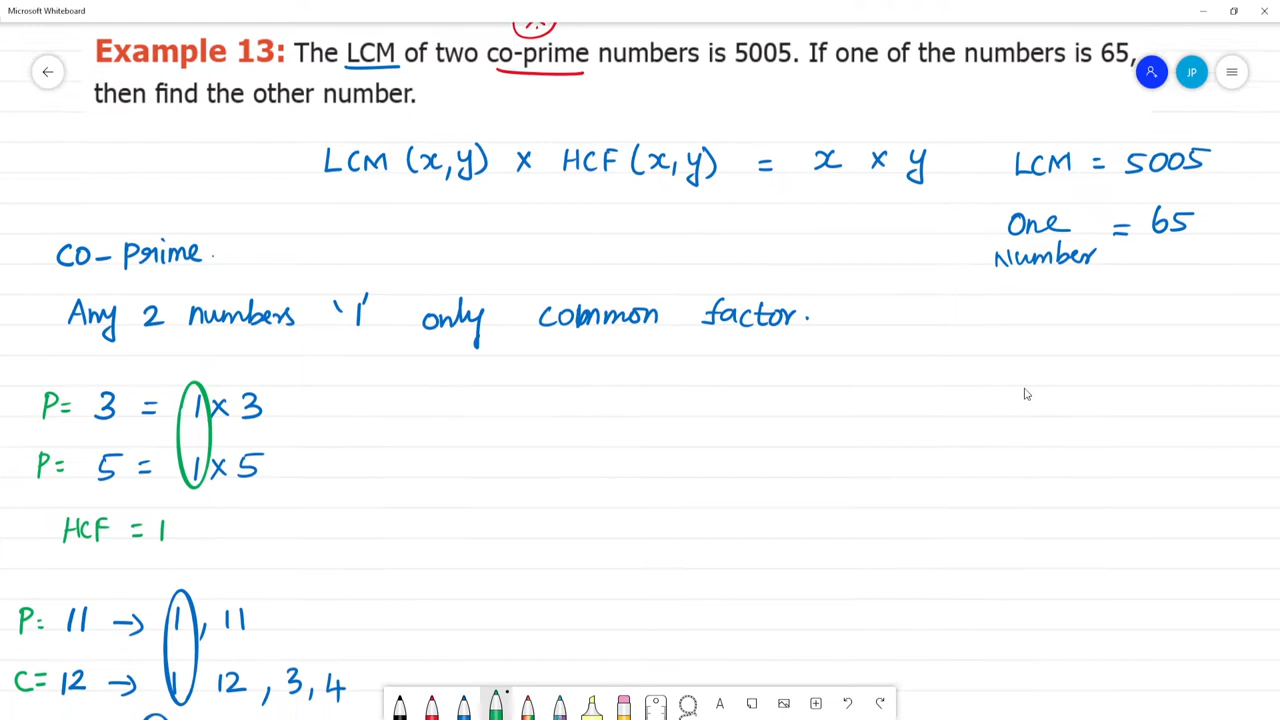 Microsoft Whiteboard
Example 13: The LCM of two co-prime numbers is 5005. If one of the numbers is 65,
then find the other number.
JP
LCM (x,y) × HCF (x,y) = x × y
LCM = 5005
One Number = 65
co-prime.
Any 2 numbers '1' only common factor.
P= 3 = 1 × 3
P= 5 = 1 × 5
HCF = 1
P= 11 → 1, 11
C= 12 → 1 12, 3, 4
A